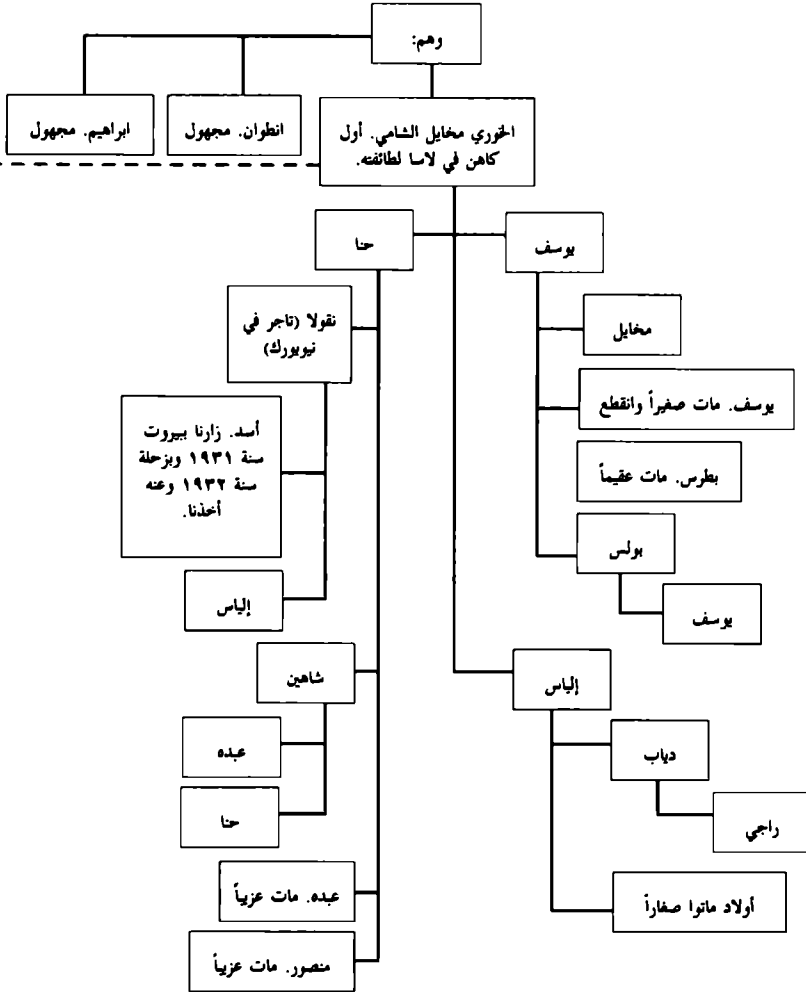 وهم:
الخوري مخايل الشامي. أول
كاهن في لاسا لطائفته.
انطوان. مجهول
ابراهيم. مجهول
يوسف
مخايل
يوسف. مات صغيراً وانقطع
بطرس. مات عقيماً
بولس
يوسف
إلياس
دياب
راجي
أولاد ماتوا صغاراً
حنا
نقولا (تاجر في
نيويورك)
أسد. زارنا ببيروت
سنة ١٩٣١ وبزحلة
سنة ١٩٣٢ وعنه
أخذنا.
إلياس
شاهين
عبده
حنا
عبده. مات عزيباً
منصور. مات عزيباً